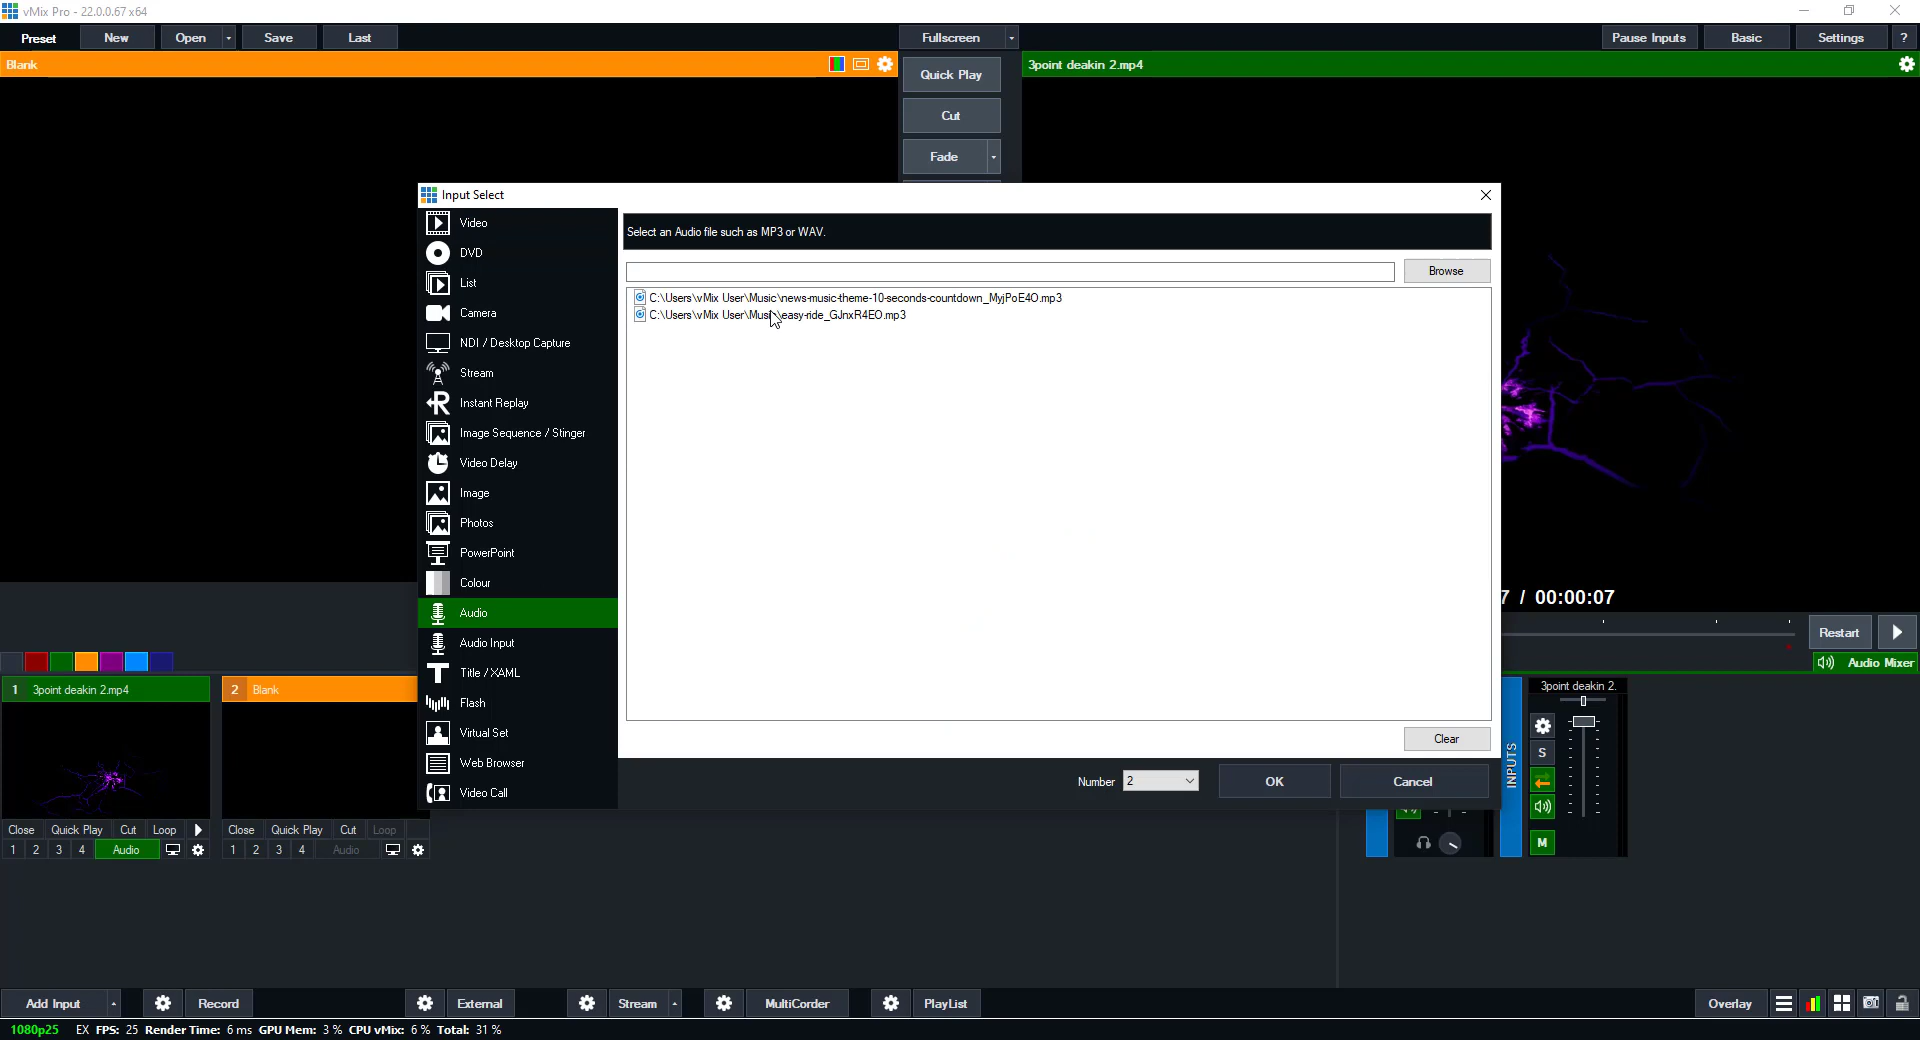 vMix Pro - 22.0.0.67 x64
Preset New Open Save Last Fullscreen Pause Inputs Basic Settings ?
Blank
Quick Play
Cut
Fade
3point deakin 2.mp4
Input Select
Video
DVD
List
Camera
NDI / Desktop Capture
Stream
Instant Replay
Image Sequence / Stinger
Video Delay
Image
Photos
PowerPoint
Colour
Audio
Audio Input
Title / XAML
Flash
Virtual Set
Web Browser
Video Call
Select an Audio file such as MP3 or WAV.
Browse
C:\Users\vMix User\Music\news-music-theme-10-seconds-countdown_MyjPoE4O.mp3
C:\Users\vMix User\Music\easy-ride_GJnxR4EO.mp3
Clear
Number 2 OK Cancel
7 / 00:00:07
Restart
Audio Mixer
1 3point deakin 2.mp4
Close Quick Play Cut Loop
1 2 3 4 Audio
2 Blank
Close Quick Play Cut Loop
1 2 3 4 Audio
INPUTS
3point deakin 2.
S
M
Add Input Record External Stream MultiCorder PlayList Overlay
1080p25 EX FPS: 25 Render Time: 6 ms GPU Mem: 3 % CPU vMix: 6 % Total: 31 %